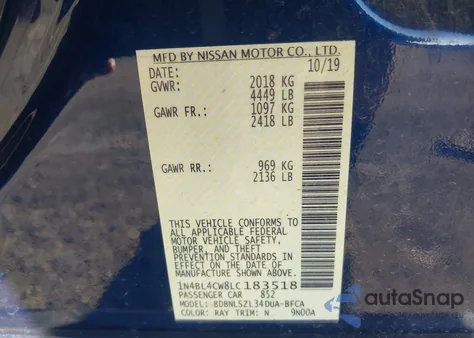 MFD BY NISSAN MOTOR CO., LTD.
DATE: 10/19
GVWR: 2018 KG
4449 LB
GAWR FR.: 1097 KG
2418 LB
GAWR RR.: 969 KG
2136 LB
THIS VEHICLE CONFORMS TO
ALL APPLICABLE FEDERAL
MOTOR VEHICLE SAFETY,
BUMPER, AND THEFT
PREVENTION STANDARDS IN
EFFECT ON THE DATE OF
MANUFACTURE SHOWN ABOVE.
1N4BL4CW8LC183518
PASSENGER CAR 852
MODEL: BDBNLSZL34DUA-BFCA
COLOR: RAY TRIM: N 9N00A
autoSnap